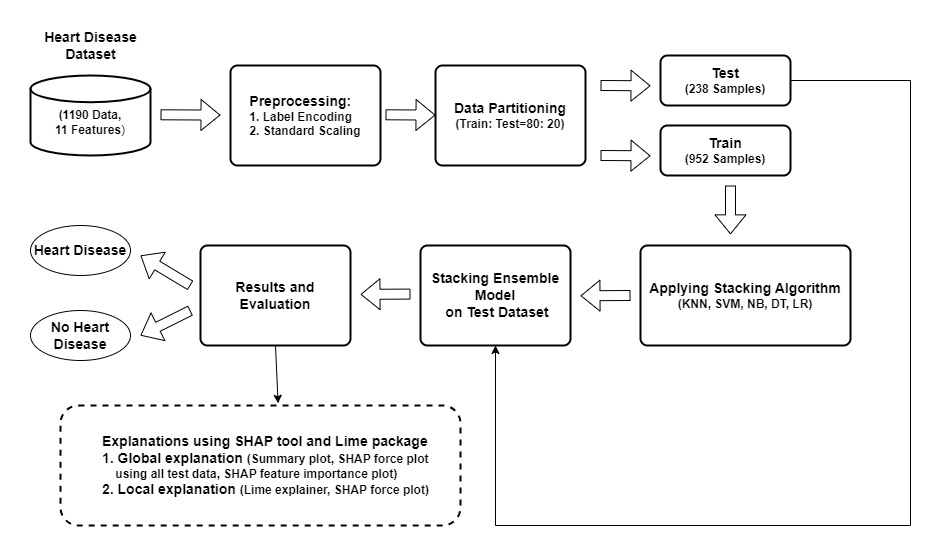 Heart Disease
Dataset
(1190 Data,
11 Features)
Preprocessing:
1. Label Encoding
2. Standard Scaling
Data Partitioning
(Train: Test=80: 20)
Test
(238 Samples)
Train
(952 Samples)
Heart Disease
No Heart
Disease
Results and
Evaluation
Stacking Ensemble
Model
on Test Dataset
Applying Stacking Algorithm
(KNN, SVM, NB, DT, LR)
Explanations using SHAP tool and Lime package
1. Global explanation (Summary plot, SHAP force plot
using all test data, SHAP feature importance plot)
2. Local explanation (Lime explainer, SHAP force plot)